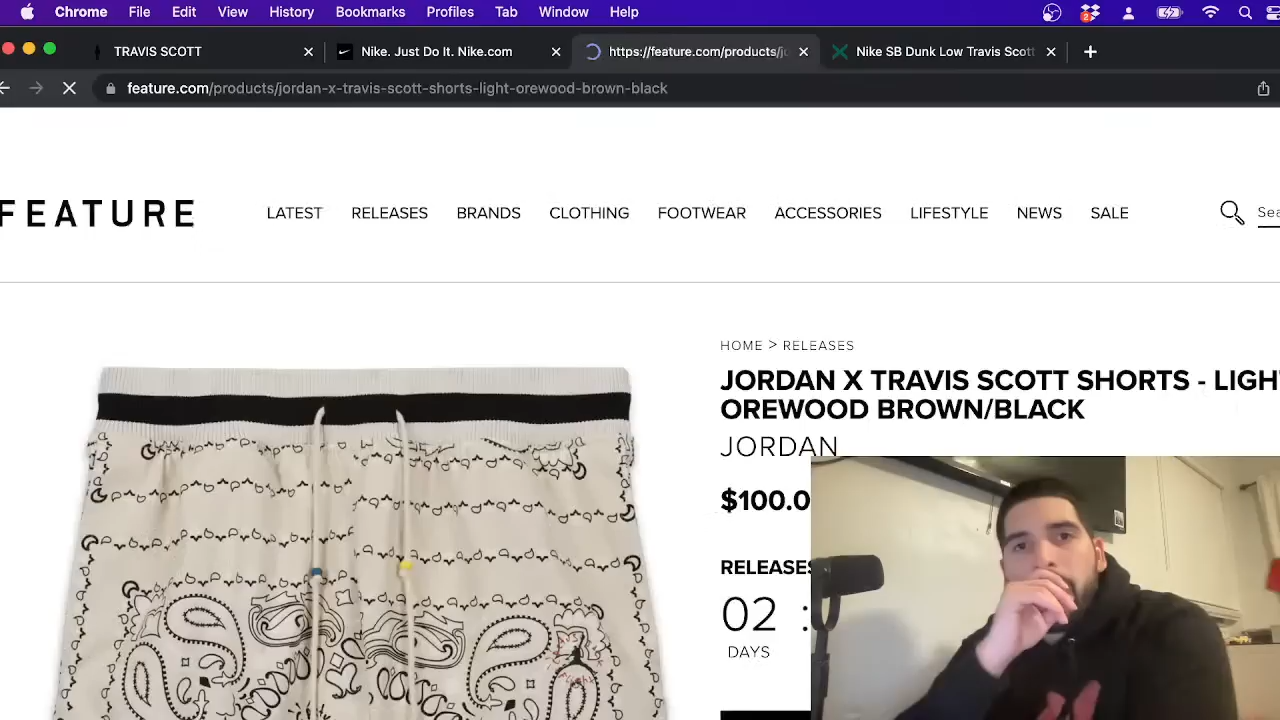 Chrome File Edit View History Bookmarks Profiles Tab Window Help
2
TRAVIS SCOTT Nike. Just Do It. Nike.com https://feature.com/products/j Nike SB Dunk Low Travis Scott
feature.com/products/jordan-x-travis-scott-shorts-light-orewood-brown-black
FEATURE LATEST RELEASES BRANDS CLOTHING FOOTWEAR ACCESSORIES LIFESTYLE NEWS SALE Sea
HOME > RELEASES
JORDAN X TRAVIS SCOTT SHORTS - LIGH
OREWOOD BROWN/BLACK
JORDAN
$100.0
RELEASES
02 :
DAYS